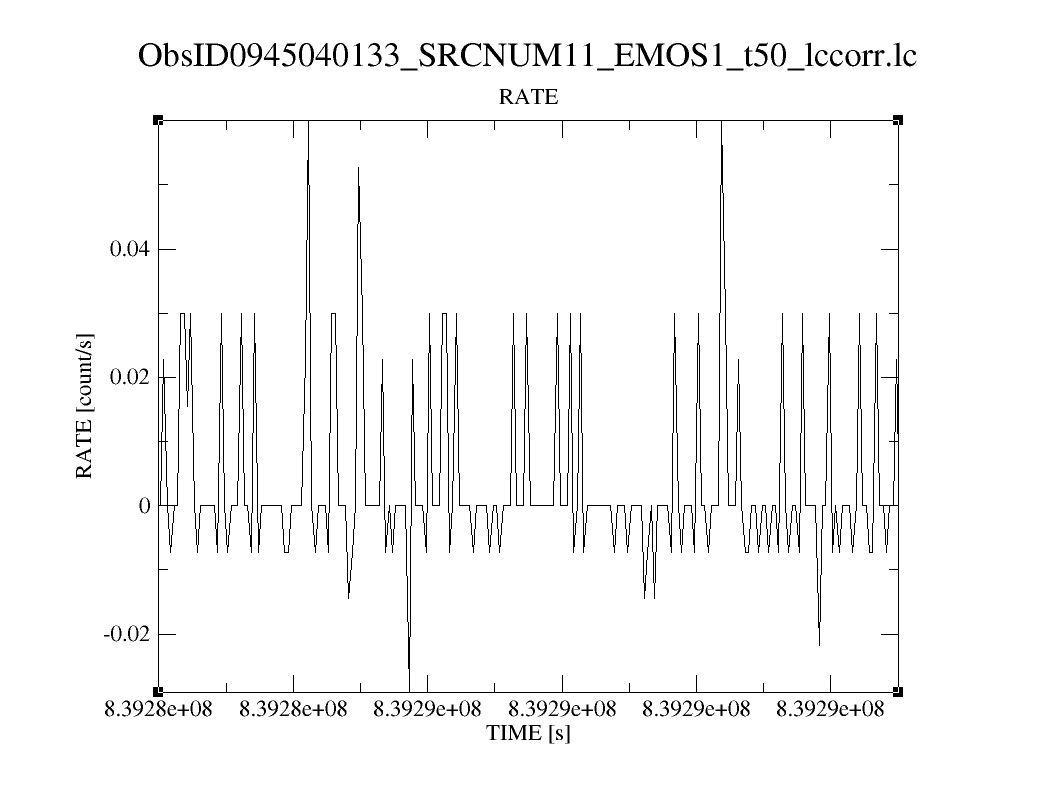 ObsID0945040133_SRCNUM11_EMOS1_t50_lccorr.lc
RATE
0.04
0.02
0
-0.02
RATE [count/s]
8.3928e+08 8.3928e+08 8.3929e+08 8.3929e+08 8.3929e+08 8.3929e+08
TIME [s]